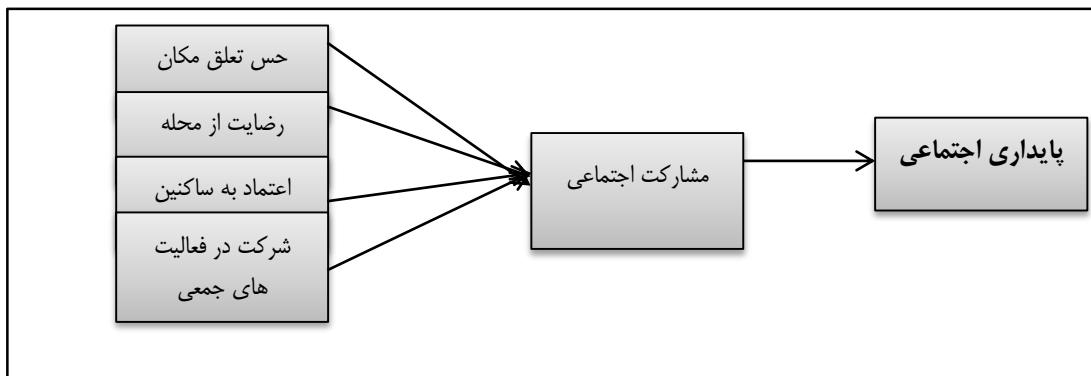 حس تعلق مکان
رضایت از محله
اعتماد به ساکنین
شرکت در فعالیت
های جمعی
مشارکت اجتماعی
پایداری اجتماعی